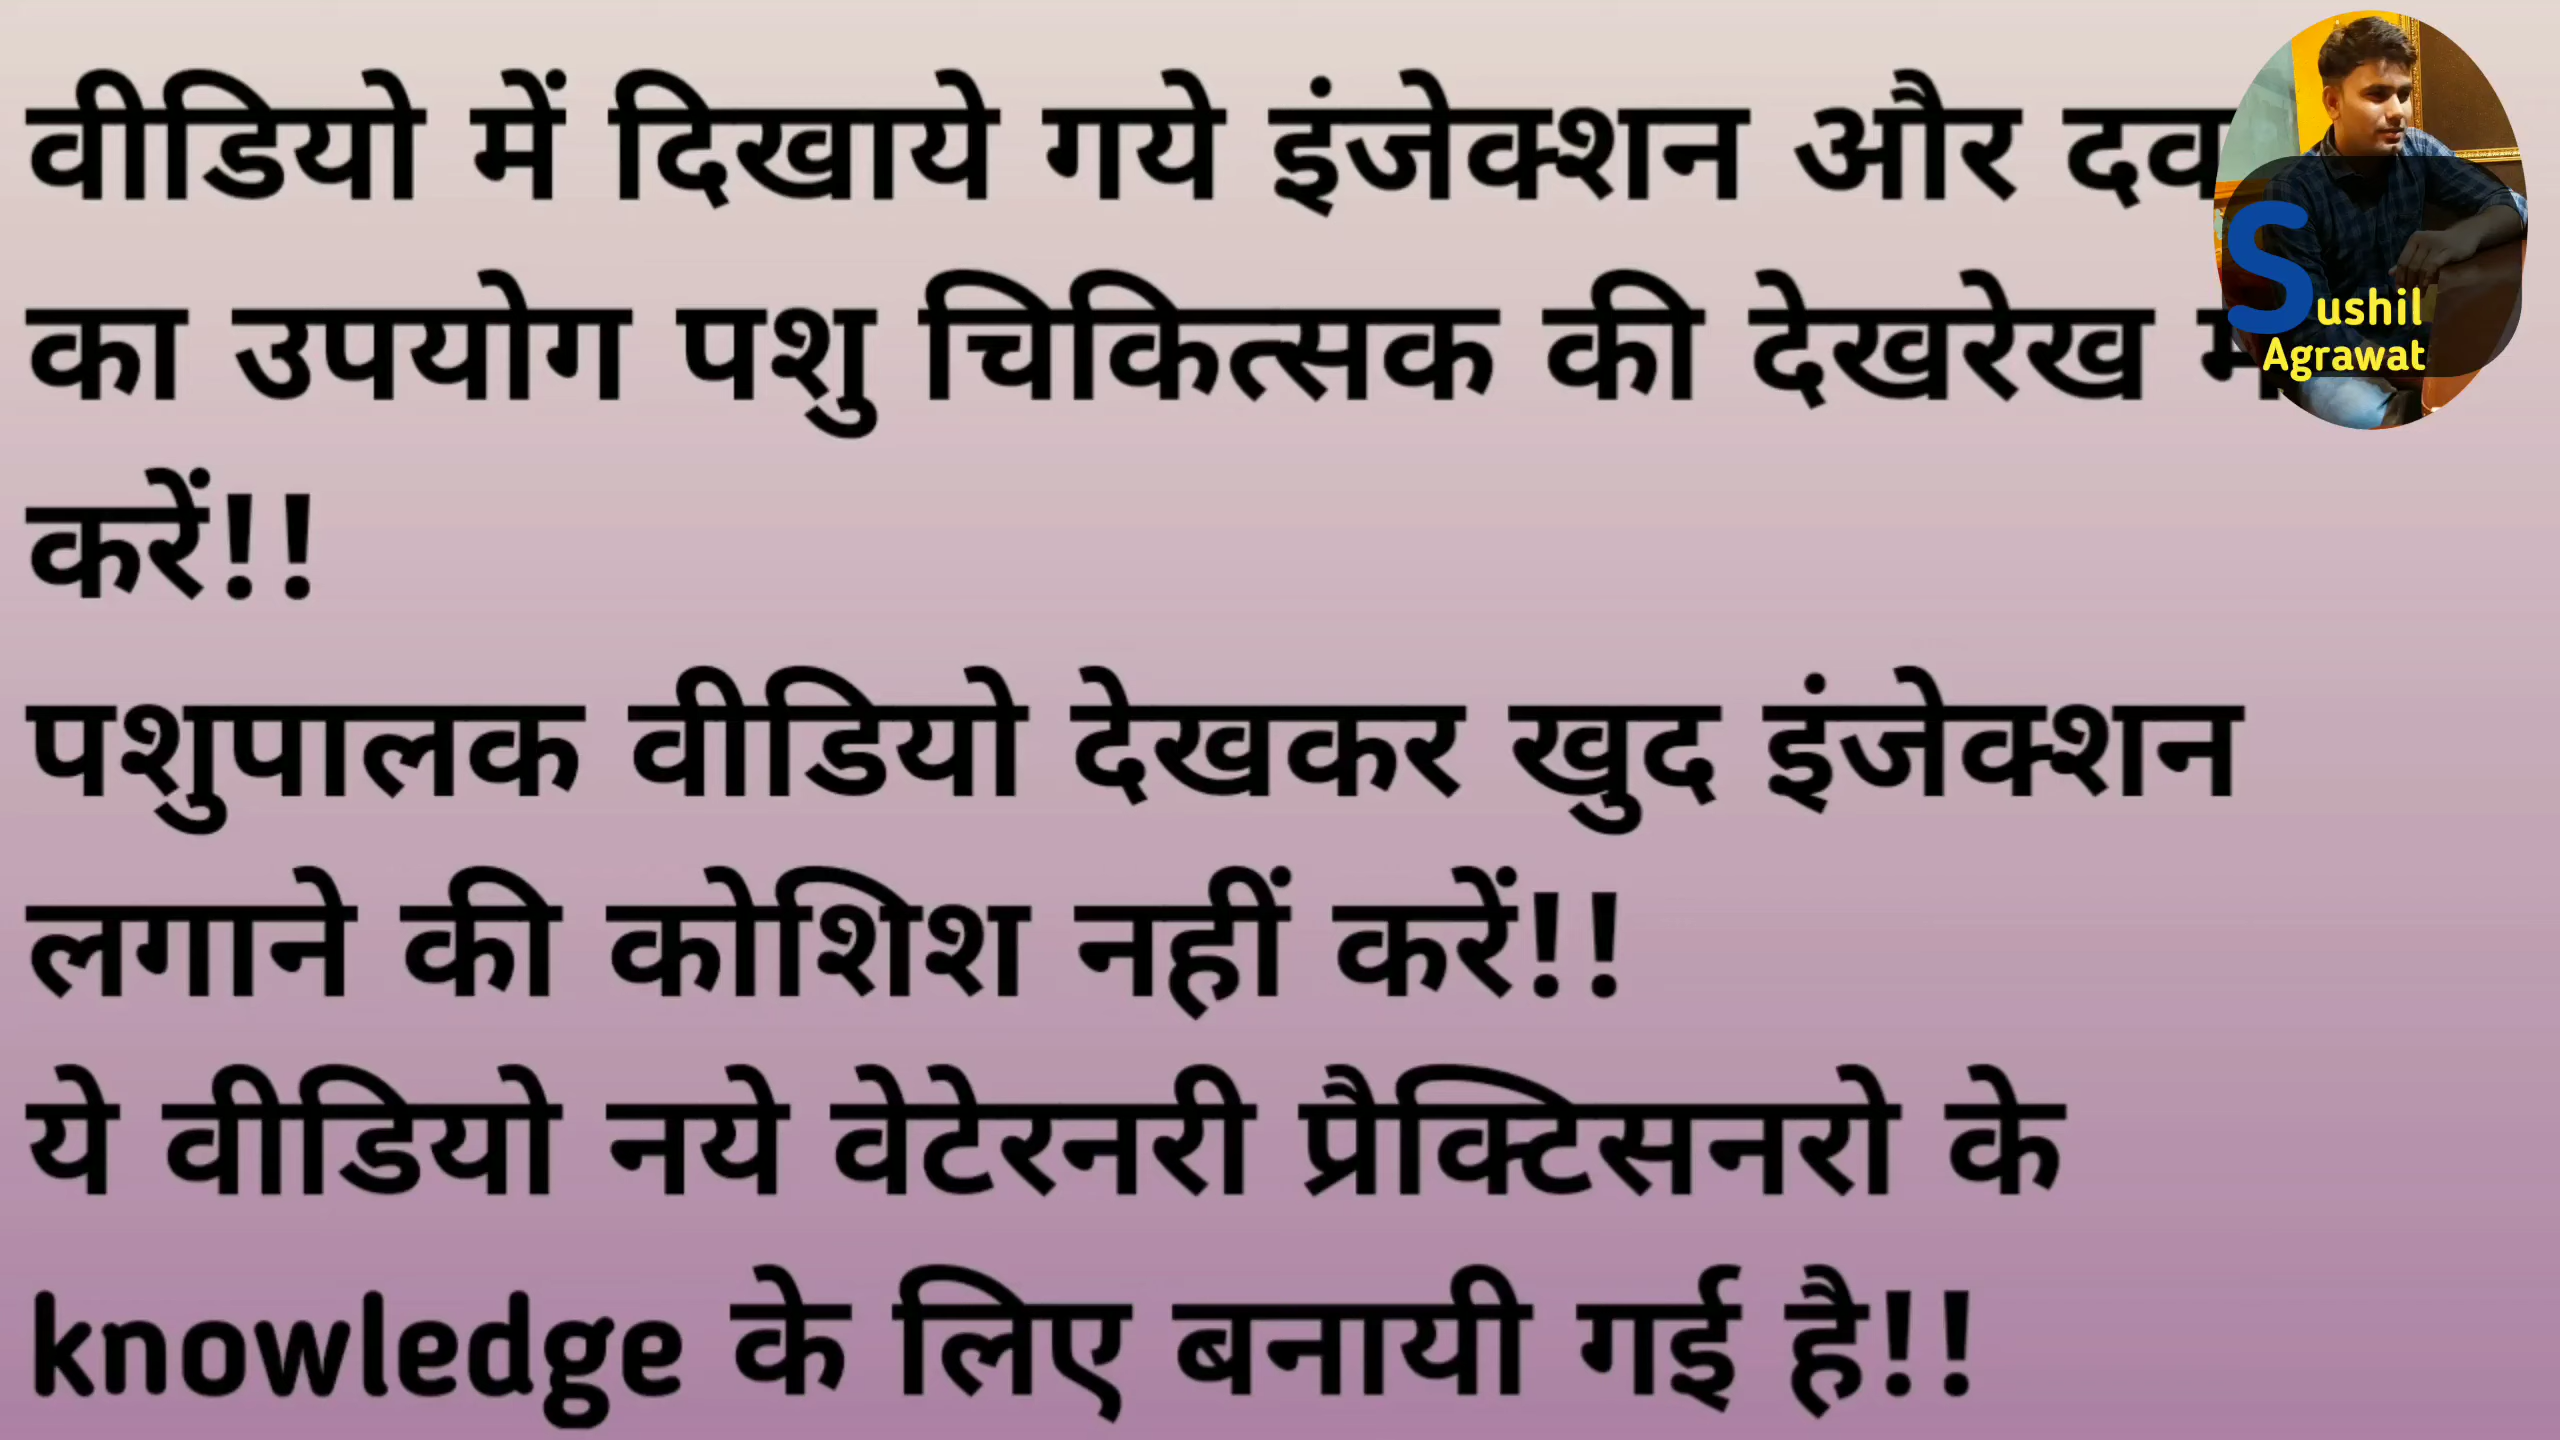 वीडियो में दिखाये गये इंजेक्शन और
का उपयोग पशु चिकित्सक की देखरेख
करें!!
पशुपालक वीडियो देखकर खुद इंजेक्शन
लगाने की कोशिश नहीं करें!!
ये वीडियो नये वेटेरनरी प्रैक्टिसनरो के
knowledge के लिए बनायी गई है!!
Sushil
Agrawat